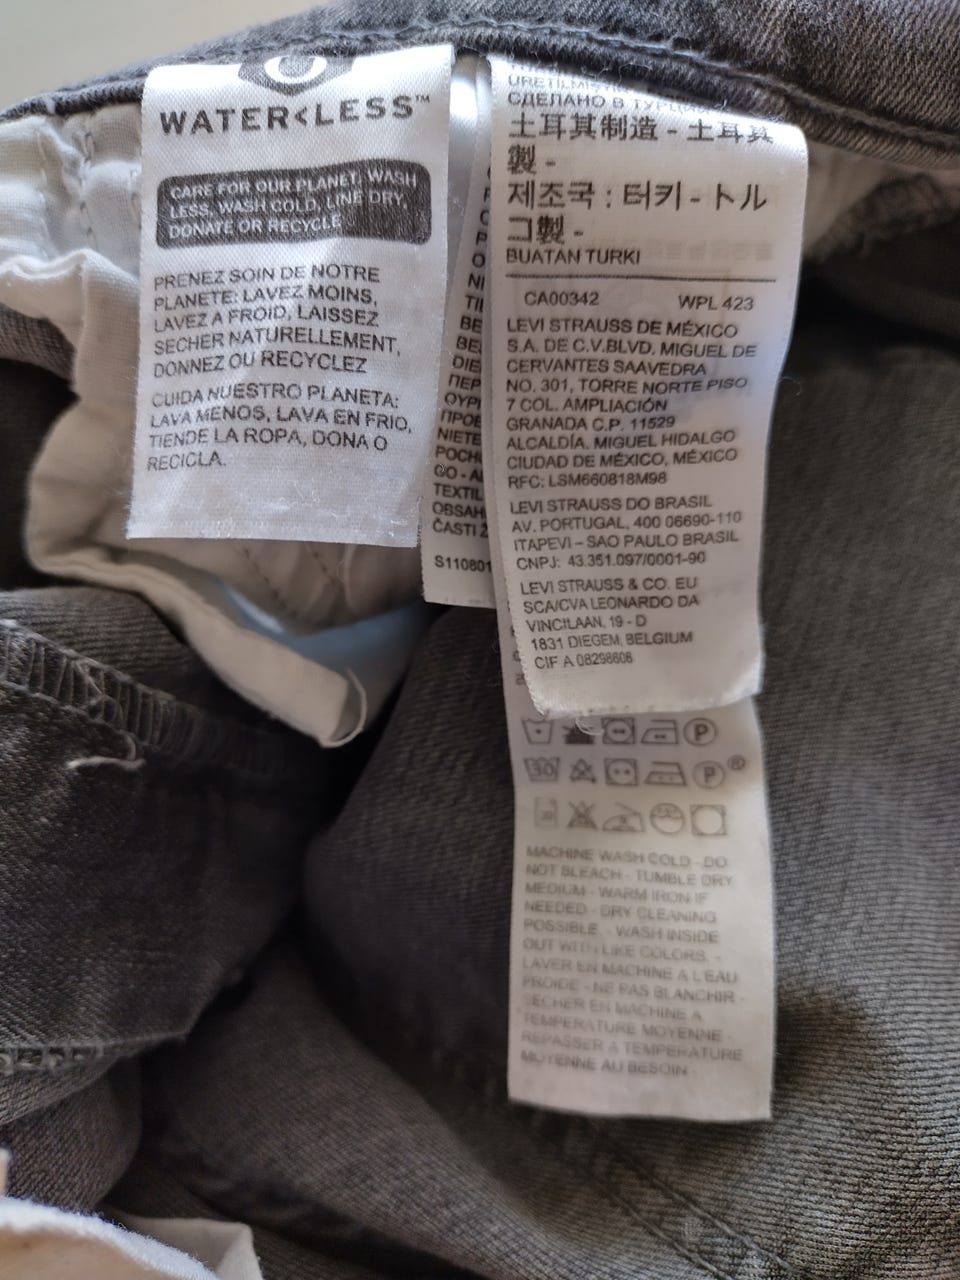 WATER<LESS™
CARE FOR OUR PLANET, WASH
LESS, WASH COLD, LINE DRY,
DONATE OR RECYCLE
PRENEZ SOIN DE NOTRE
PLANETE: LAVEZ MOINS,
LAVEZ A FROID, LAISSEZ
SECHER NATURELLEMENT,
DONNEZ OU RECYCLEZ
CUIDA NUESTRO PLANETA:
LAVA MENOS, LAVA EN FRIO,
TIENDE LA ROPA, DONA O
RECICLA.
TEXTIL
OBSAH
ČASTI
S110801
СДЕЛАНО В
土耳其制造 - 土耳其
製 -
제조국 : 터키 - トル
コ製 -
BUATAN TURKI
CA00342 WPL 423
LEVI STRAUSS DE MÉXICO
S.A. DE C.V.BLVD. MIGUEL DE
CERVANTES SAAVEDRA
NO. 301, TORRE NORTE PISO
7 COL. AMPLIACIÓN
GRANADA C.P. 11529
ALCALDÍA. MIGUEL HIDALGO
CIUDAD DE MÉXICO, MÉXICO
RFC: LSM660818M98
LEVI STRAUSS DO BRASIL
AV. PORTUGAL, 400 06690-110
ITAPEVI – SAO PAULO BRASIL
CNPJ: 43.351.097/0001-90
LEVI STRAUSS & CO. EU
SCA/CVA LEONARDO DA
VINCILAAN, 19 - D
1831 DIEGEM, BELGIUM
CIF A 08298606
P
30 P ®
30
MACHINE WASH COLD - DO
NOT BLEACH - TUMBLE DRY
MEDIUM - WARM IRON IF
NEEDED - DRY CLEANING
POSSIBLE. - WASH INSIDE
OUT WITH LIKE COLORS. -
LAVER EN MACHINE A L'EAU
FROIDE - NE PAS BLANCHIR -
SECHER EN MACHINE A
TEMPERATURE MOYENNE -
REPASSER A TEMPERATURE
MOYENNE AU BESOIN -